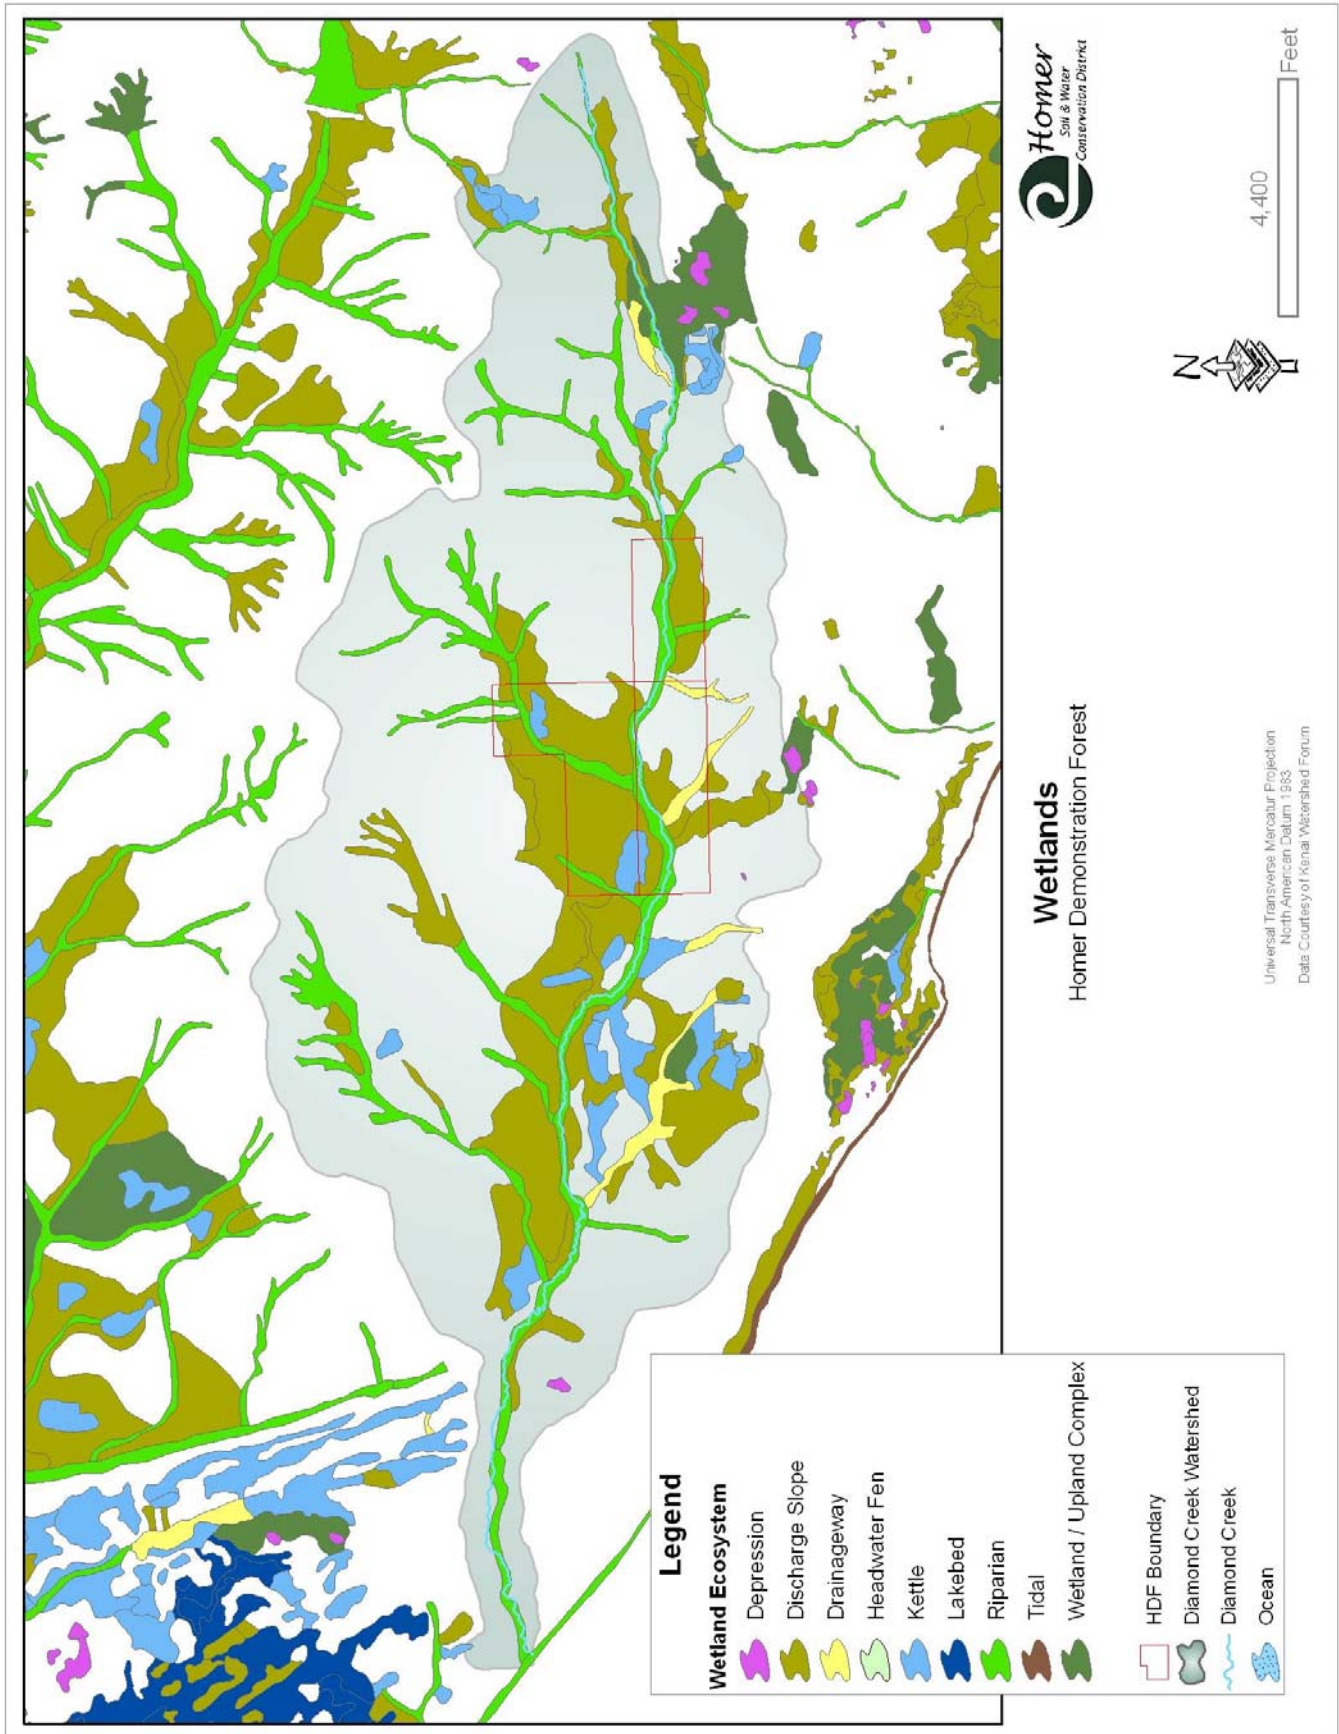 Wetlands
Homer Demonstration Forest
Legend
Wetland Ecosystem
Depression
Discharge Slope
Drainageway
Headwater Fen
Kettle
Lakebed
Riparian
Tidal
Wetland / Upland Complex
HDF Boundary
Diamond Creek Watershed
Diamond Creek
Ocean
Universal Transverse Mercatur Projection
North American Datum 1983
Data Courtesy of Kenai Watershed Forum
N
4,400
Feet
Homer
Soil & Water
Conservation District